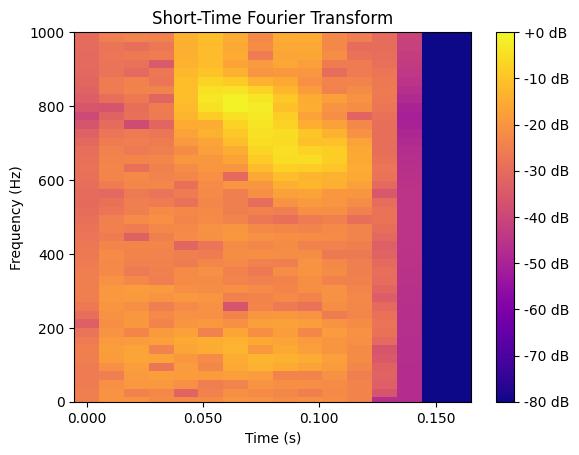 Short-Time Fourier Transform
Frequency (Hz)
1000
800
600
400
200
0
0.000
0.050
0.100
0.150
Time (s)
+0 dB
-10 dB
-20 dB
-30 dB
-40 dB
-50 dB
-60 dB
-70 dB
-80 dB